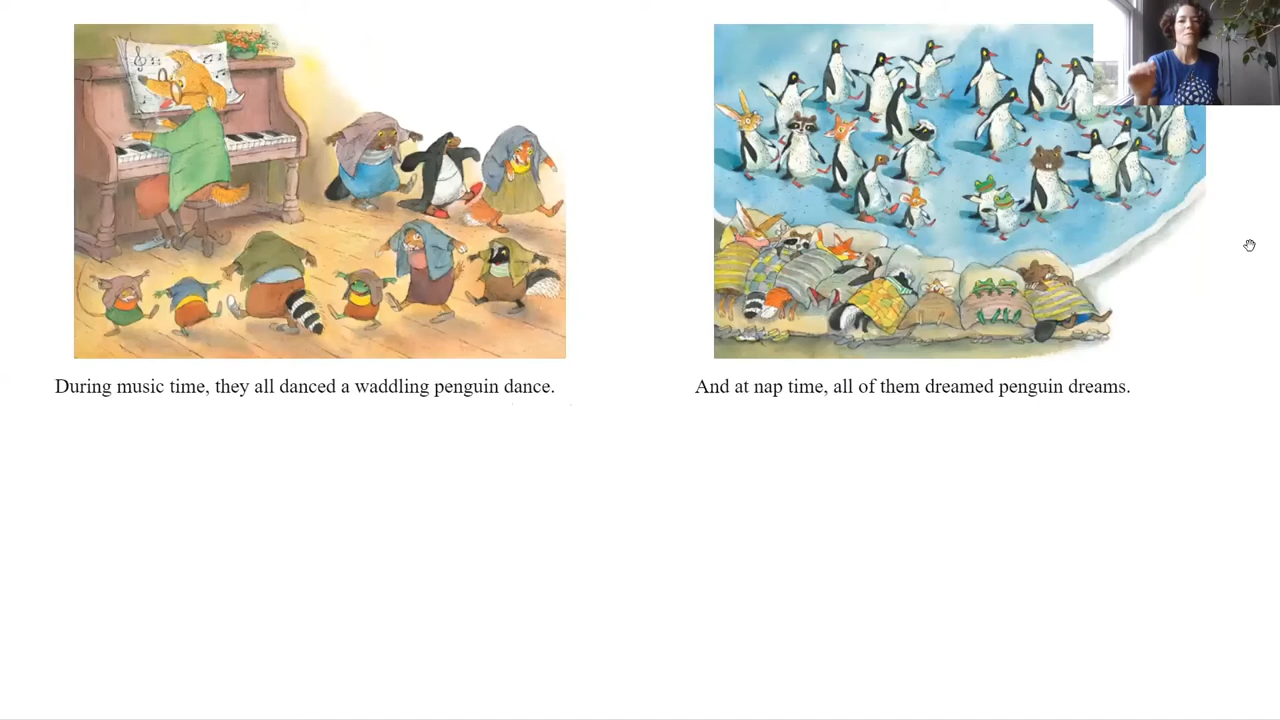 During music time, they all danced a waddling penguin dance.
And at nap time, all of them dreamed penguin dreams.